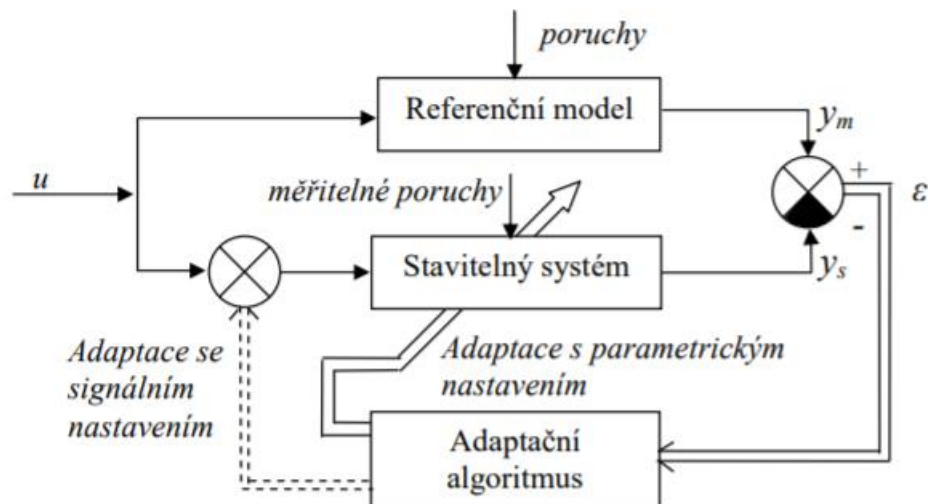 poruchy
Referenční model
y_m
u
měřitelné poruchy
+
ε
-
Stavitelný systém
y_s
Adaptace se
signálním
nastavením
Adaptace s parametrickým
nastavením
Adaptační
algoritmus